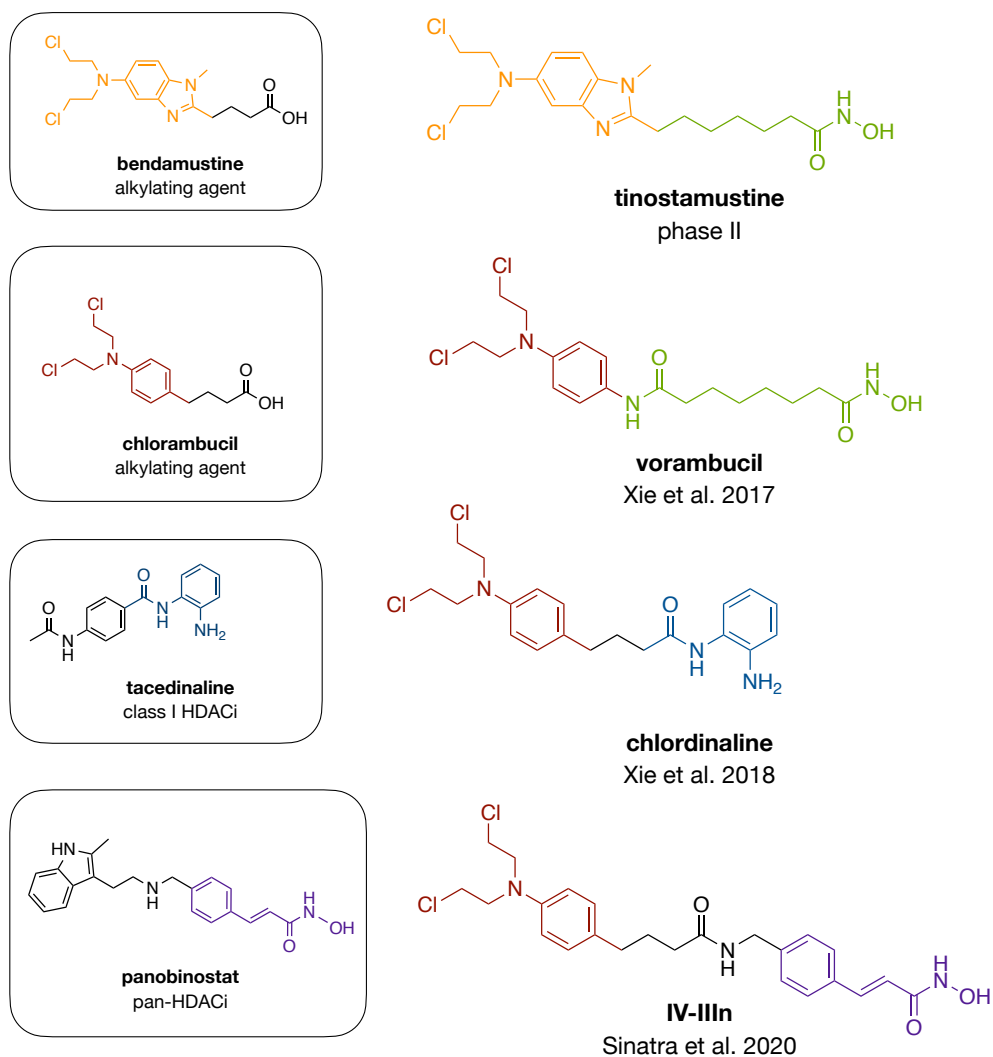 Cl
O
N
N
OH
Cl
N
bendamustine
alkylating agent
Cl
H
N
N
N
OH
Cl
N
O
tinostamustine
phase II
Cl
O
N
Cl
OH
chlorambucil
alkylating agent
Cl
N
O
H
Cl
N
OH
N
H
O
vorambucil
Xie et al. 2017
O
O
N
H
N
H
NH2
tacedinaline
class I HDACi
Cl
N
O
Cl
N
H
NH2
chlordinaline
Xie et al. 2018
HN
N
H
H
N
OH
O
panobinostat
pan-HDACi
Cl
N
O
Cl
N
H
H
N
OH
O
IV-IIIn
Sinatra et al. 2020